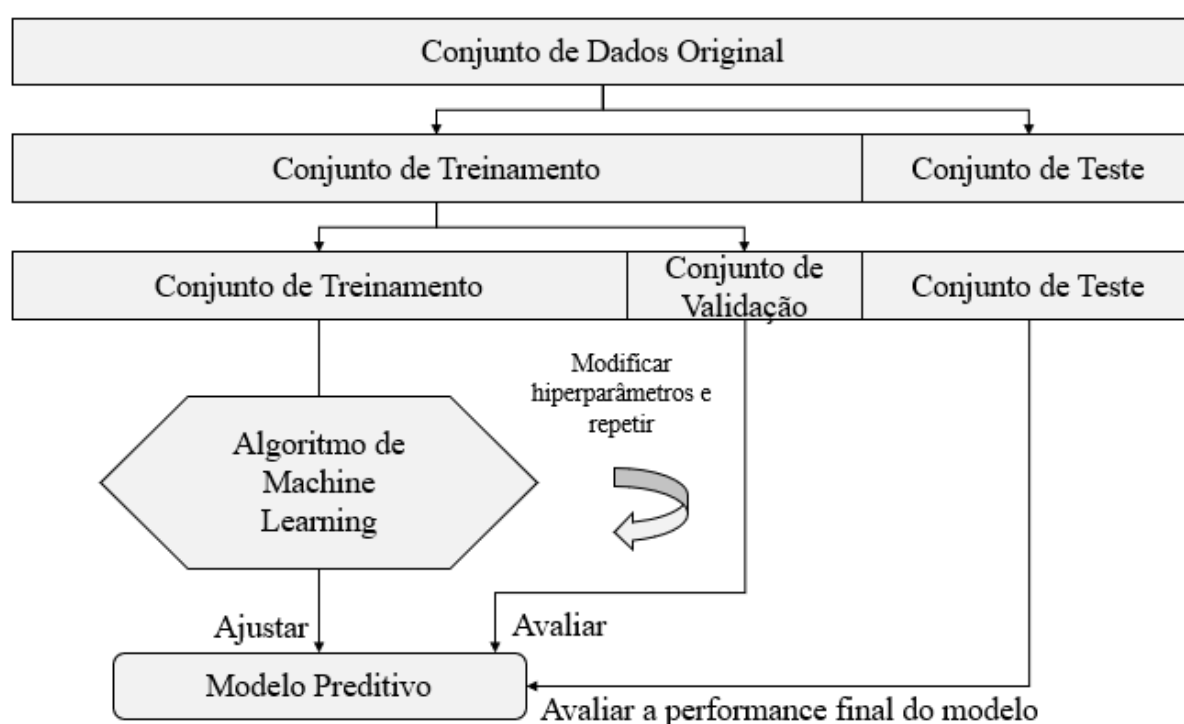 Conjunto de Dados Original
Conjunto de Treinamento
Conjunto de Teste
Conjunto de Treinamento
Conjunto de
Validação
Conjunto de Teste
Modificar
hiperparâmetros e
repetir
Algoritmo de
Machine
Learning
Ajustar
Avaliar
Modelo Preditivo
Avaliar a performance final do modelo